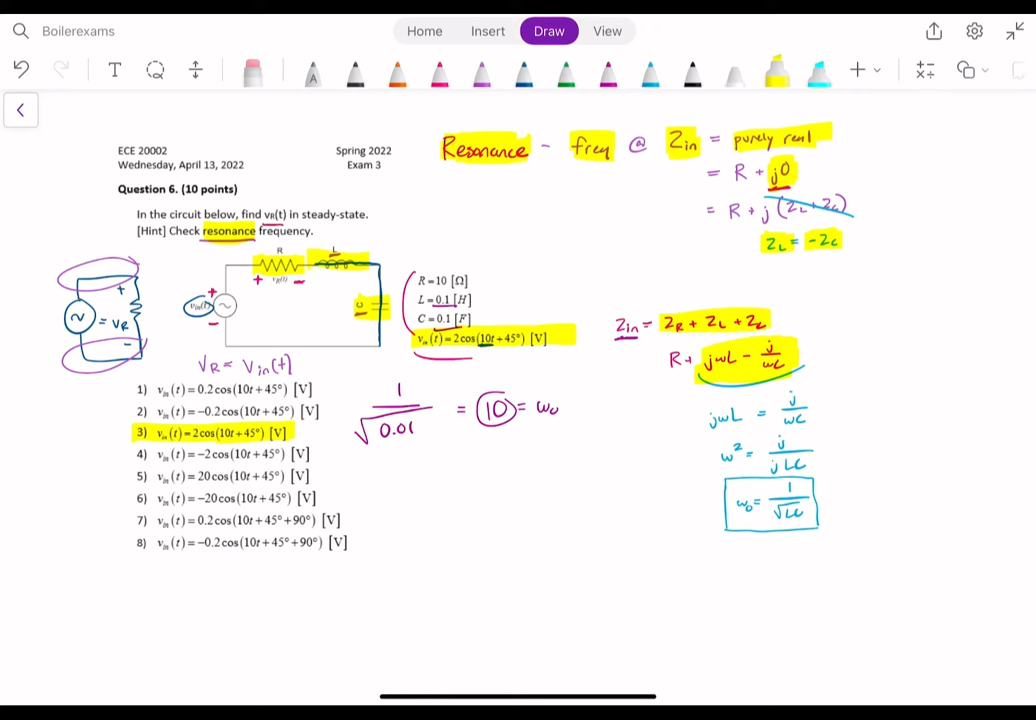 Boilerexams
Home Insert Draw View
T
A
ECE 20002 Spring 2022
Wednesday, April 13, 2022 Exam 3
Question 6. (10 points)
In the circuit below, find vR(t) in steady-state.
[Hint] Check resonance frequency.
Resonance - freq @ Zin = purely real
= R + j0
= R + j(ZL + ZC)
ZL = -ZC
R L
+ vR(t) -
+
vin(t)
-
C
R = 10 [Ω]
L = 0.1 [H]
C = 0.1 [F]
vin(t) = 2cos(10t + 45°) [V]
+
= VR
-
VR = Vin(t)
1) vin(t) = 0.2cos(10t + 45°) [V]
2) vin(t) = −0.2cos(10t + 45°) [V]
3) vin(t) = 2cos(10t + 45°) [V]
4) vin(t) = −2cos(10t + 45°) [V]
5) vin(t) = 20cos(10t + 45°) [V]
6) vin(t) = −20cos(10t + 45°) [V]
7) vin(t) = 0.2cos(10t + 45° + 90°) [V]
8) vin(t) = −0.2cos(10t + 45° + 90°) [V]
1/√0.01 = 10 = ω0
Zin = ZR + ZL + ZC
R + jωL - j/ωC
jωL = j/ωC
ω² = j/jLC
ω0 = 1/√LC